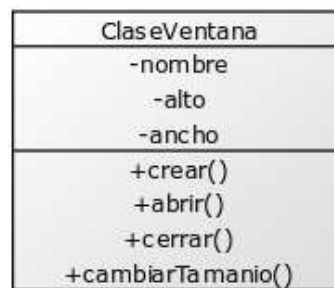 ClaseVentana
-nombre
-alto
-ancho
+crear()
+abrir()
+cerrar()
+cambiarTamanio()